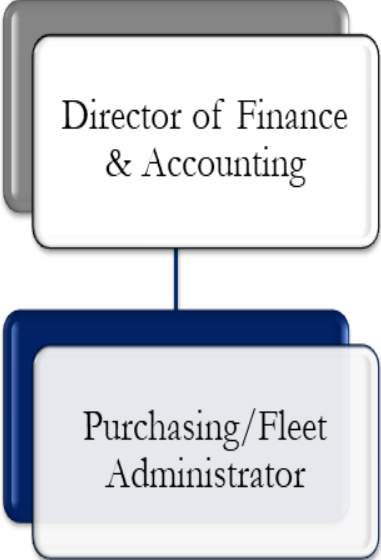 Director of Finance
& Accounting
Purchasing/Fleet
Administrator